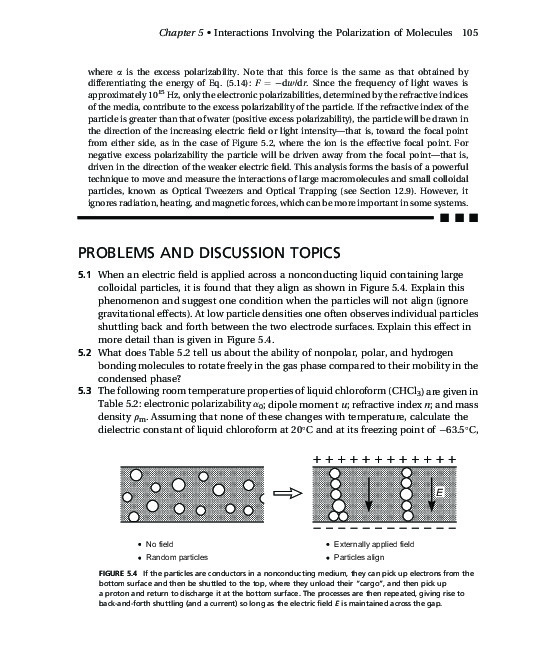 Chapter 5 • Interactions Involving the Polarization of Molecules 105
where α is the excess polarizability. Note that this force is the same as that obtained by
differentiating the energy of Eq. (5.14): F = −dw/dr. Since the frequency of light waves is
approximately 10¹⁵ Hz, only the electronic polarizabilities, determined by the refractive indices
of the media, contribute to the excess polarizability of the particle. If the refractive index of the
particle is greater than that of water (positive excess polarizability), the particle will be drawn in
the direction of the increasing electric field or light intensity—that is, toward the focal point
from either side, as in the case of Figure 5.2, where the ion is the effective focal point. For
negative excess polarizability the particle will be driven away from the focal point—that is,
driven in the direction of the weaker electric field. This analysis forms the basis of a powerful
technique to move and measure the interactions of large macromolecules and small colloidal
particles, known as Optical Tweezers and Optical Trapping (see Section 12.9). However, it
ignores radiation, heating, and magnetic forces, which can be more important in some systems.
PROBLEMS AND DISCUSSION TOPICS
5.1 When an electric field is applied across a nonconducting liquid containing large
colloidal particles, it is found that they align as shown in Figure 5.4. Explain this
phenomenon and suggest one condition when the particles will not align (ignore
gravitational effects). At low particle densities one often observes individual particles
shuttling back and forth between the two electrode surfaces. Explain this effect in
more detail than is given in Figure 5.4.
5.2 What does Table 5.2 tell us about the ability of nonpolar, polar, and hydrogen
bonding molecules to rotate freely in the gas phase compared to their mobility in the
condensed phase?
5.3 The following room temperature properties of liquid chloroform (CHCl₃) are given in
Table 5.2: electronic polarizability α₀; dipole moment u; refractive index n; and mass
density ρₘ. Assuming that none of these changes with temperature, calculate the
dielectric constant of liquid chloroform at 20°C and at its freezing point of −63.5°C,
+ + + + + + + + + + + + + + +
E
− − − − − − − − − − − −
• No field
• Random particles
• Externally applied field
• Particles align
FIGURE 5.4 If the particles are conductors in a nonconducting medium, they can pick up electrons from the
bottom surface and then be shuttled to the top, where they unload their "cargo", and then pick up
a proton and return to discharge it at the bottom surface. The processes are then repeated, giving rise to
back-and-forth shuttling (and a current) so long as the electric field E is maintained across the gap.